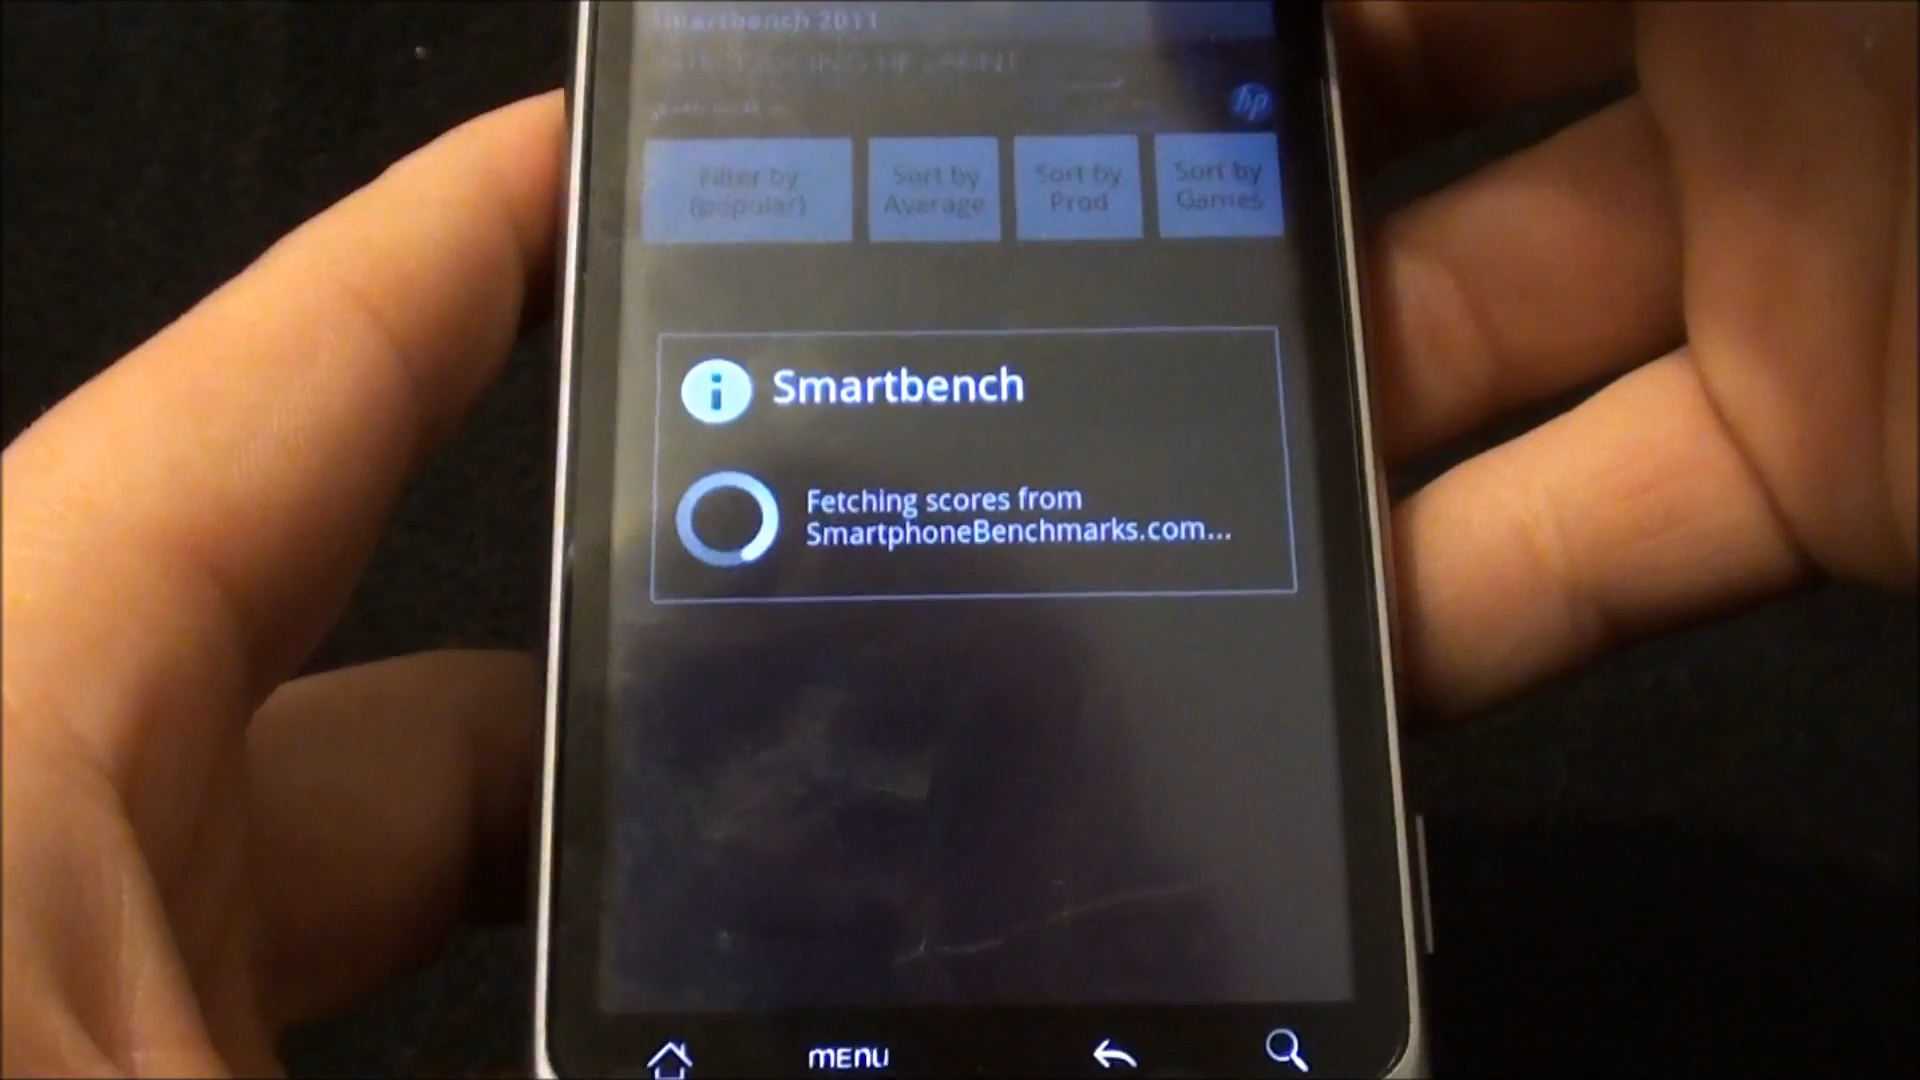 Smartbench 2011
hp
Filter by
(popular)
Sort by
Average
Sort by
Prod
Sort by
Games
Smartbench
Fetching scores from
SmartphoneBenchmarks.com...
MENU